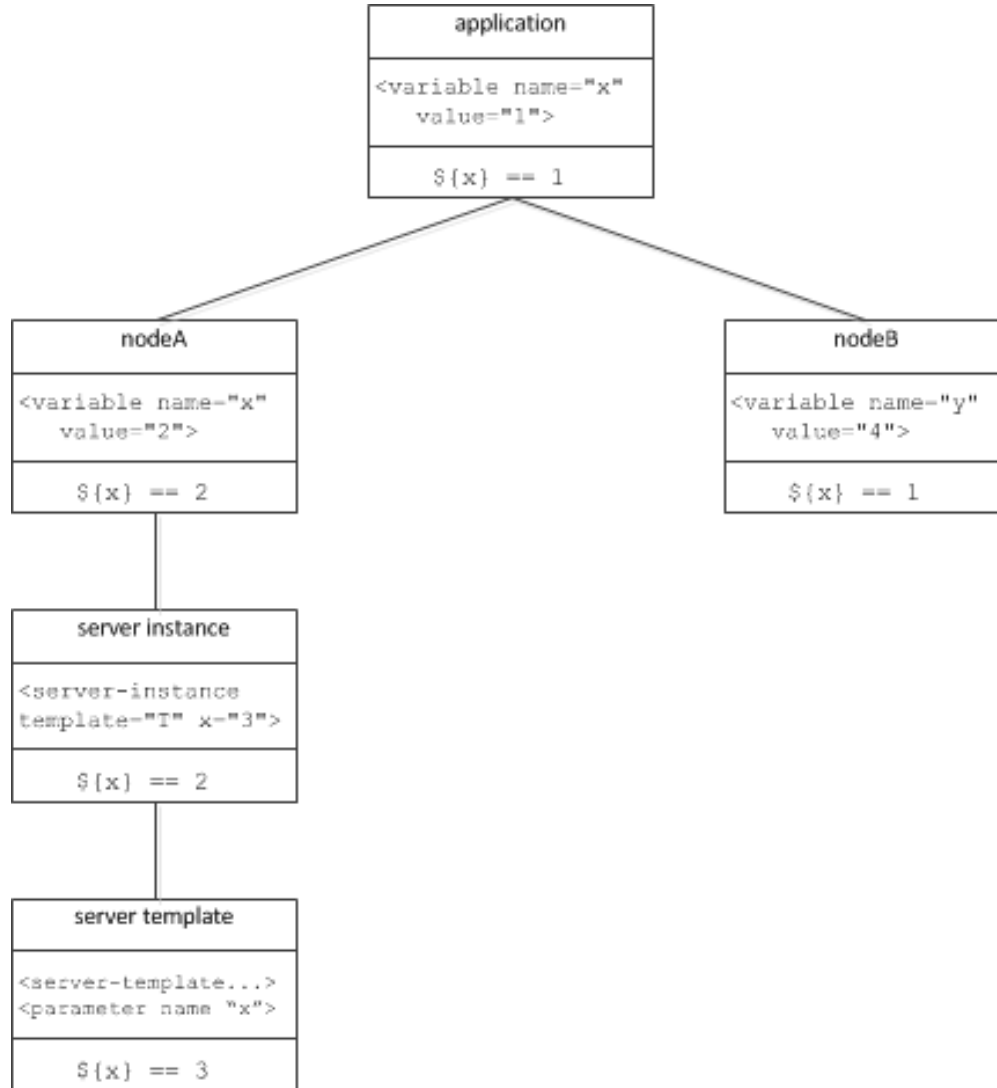 application
<variable name="x"
value="1">
${x} == 1
nodeA
<variable name="x"
value="2">
${x} == 2
nodeB
<variable name="y"
value="4">
${x} == 1
server instance
<server-instance
template="T" x="3">
${x} == 2
server template
<server-template...>
<parameter name “x”>
${x} == 3